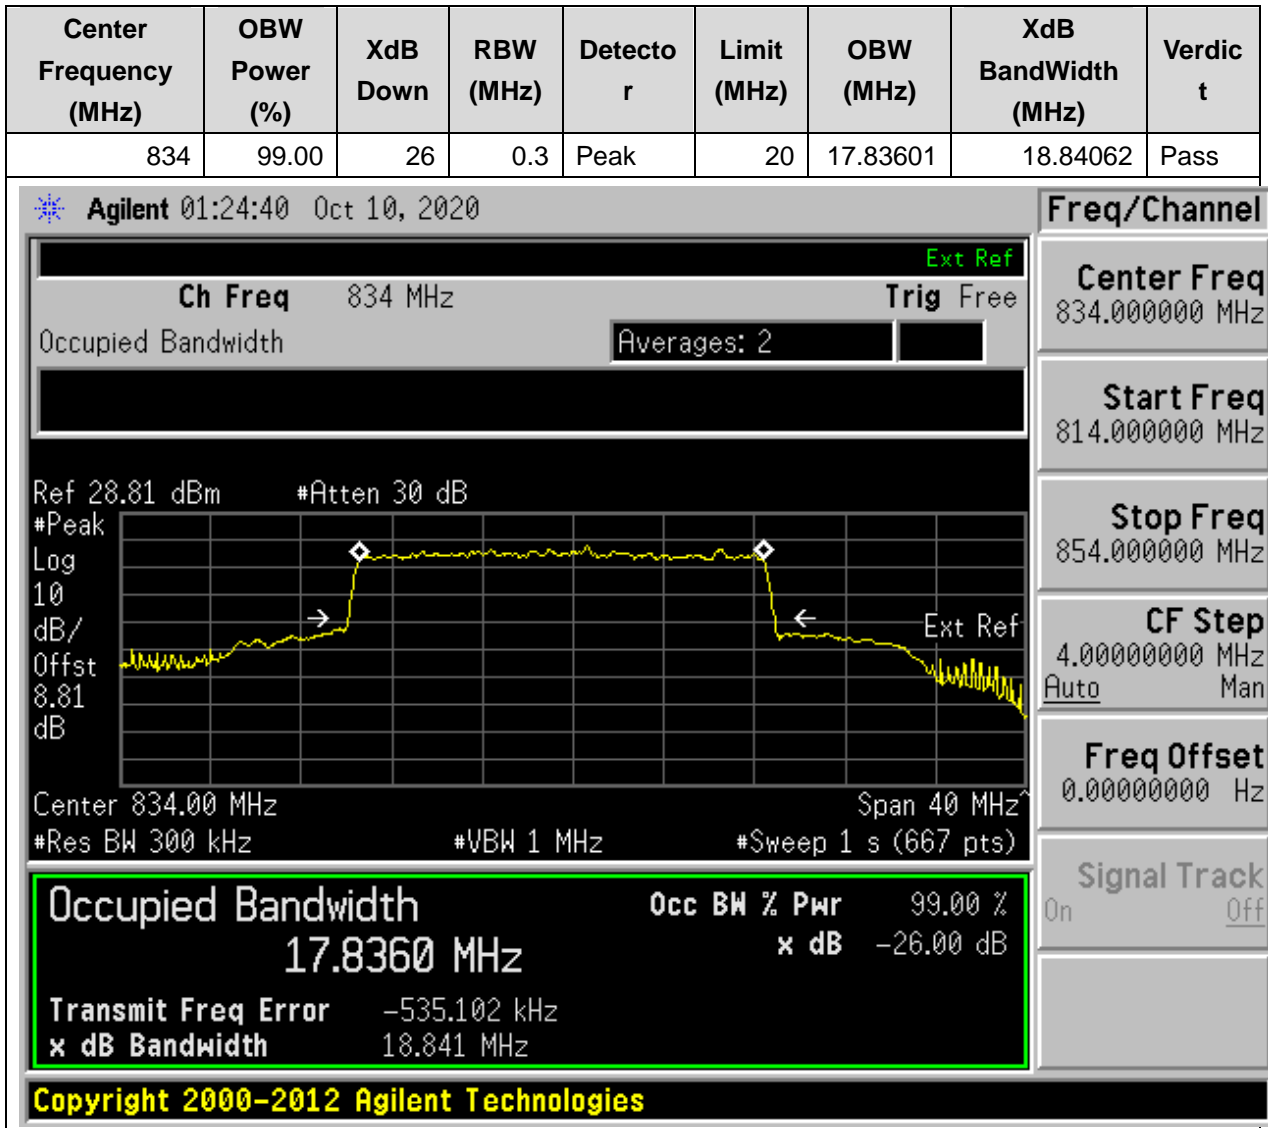 Center Frequency (MHz) OBW Power (%) XdB Down RBW (MHz) Detecto r Limit (MHz) OBW (MHz) XdB BandWidth (MHz) Verdic t
834 99.00 26 0.3 Peak 20 17.83601 18.84062 Pass
Agilent 01:24:40 Oct 10, 2020
Freq/Channel
Ext Ref
Ch Freq 834 MHz Trig Free
Occupied Bandwidth Averages: 2
Center Freq
834.000000 MHz
Start Freq
814.000000 MHz
Stop Freq
854.000000 MHz
CF Step
4.00000000 MHz
Auto Man
Freq Offset
0.00000000 Hz
Signal Track
On Off
Ref 28.81 dBm #Atten 30 dB
#Peak
Log
10
dB/
Offst
8.81
dB
Ext Ref
Center 834.00 MHz Span 40 MHz^
#Res BW 300 kHz #VBW 1 MHz #Sweep 1 s (667 pts)
Occupied Bandwidth
17.8360 MHz
Occ BW % Pwr 99.00 %
x dB -26.00 dB
Transmit Freq Error -535.102 kHz
x dB Bandwidth 18.841 MHz
Copyright 2000-2012 Agilent Technologies